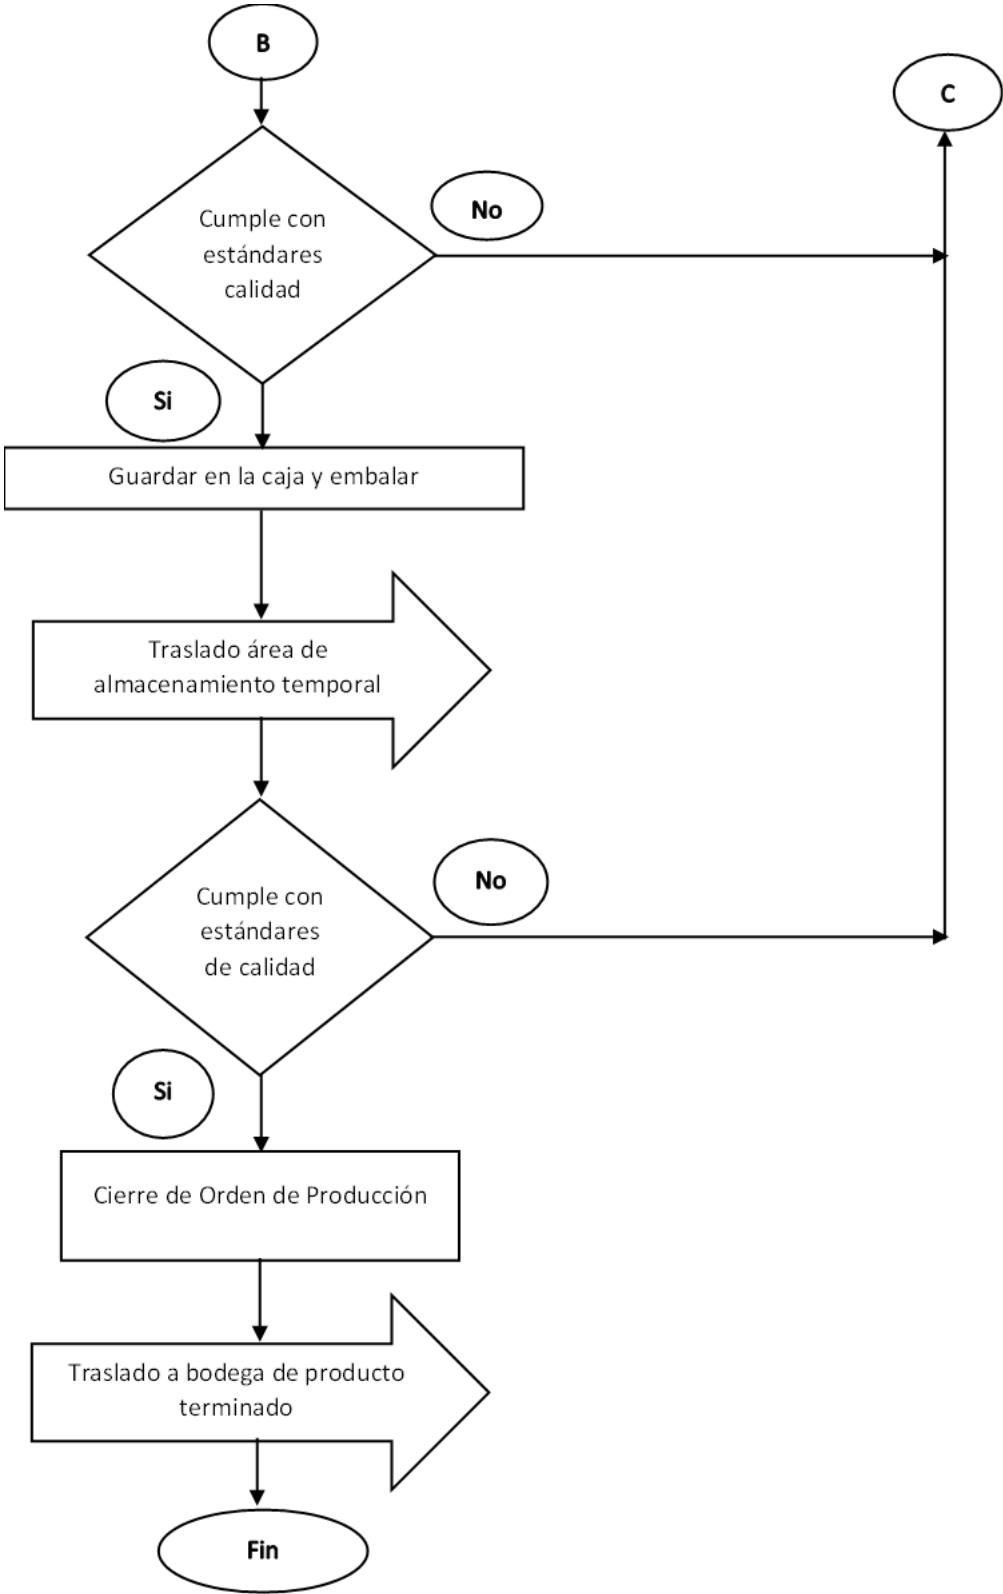 B
C
Cumple con
estándares
calidad
No
Si
Guardar en la caja y embalar
Traslado área de
almacenamiento temporal
Cumple con
estándares
de calidad
No
Si
Cierre de Orden de Producción
Traslado a bodega de producto
terminado
Fin